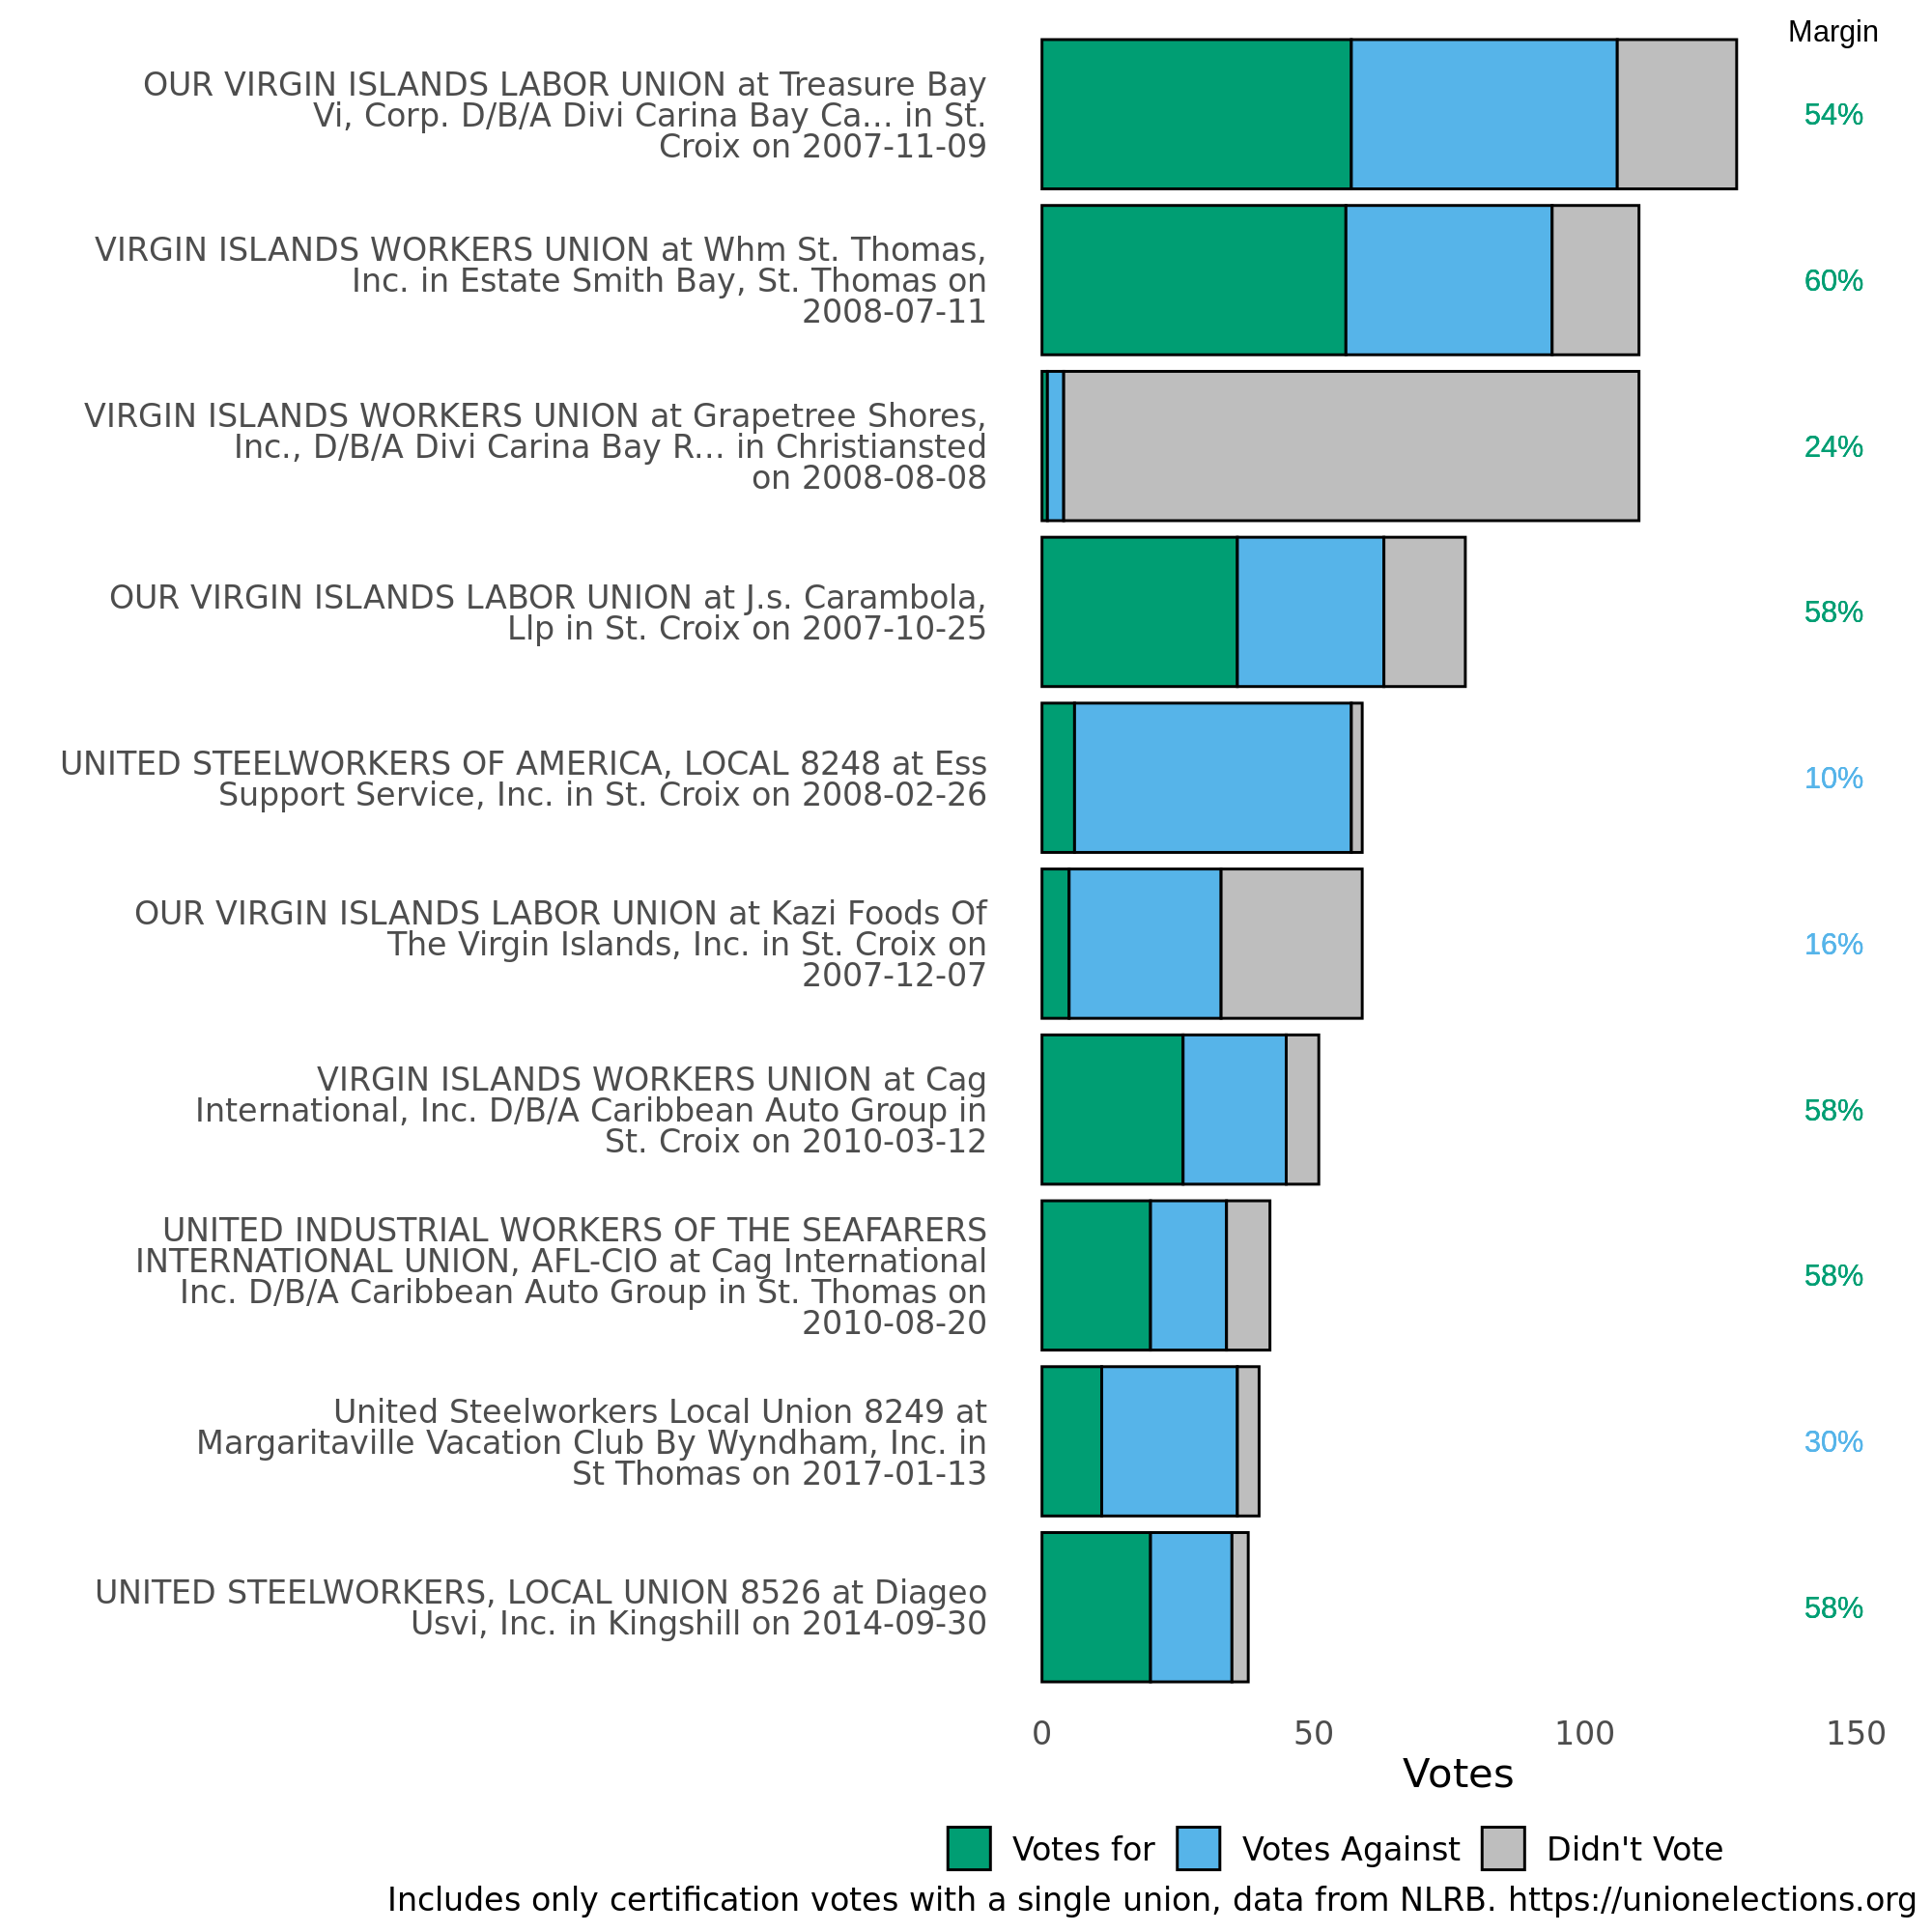 Margin
OUR VIRGIN ISLANDS LABOR UNION at Treasure Bay
Vi, Corp. D/B/A Divi Carina Bay Ca... in St.
Croix on 2007-11-09
54%
VIRGIN ISLANDS WORKERS UNION at Whm St. Thomas,
Inc. in Estate Smith Bay, St. Thomas on
2008-07-11
60%
VIRGIN ISLANDS WORKERS UNION at Grapetree Shores,
Inc., D/B/A Divi Carina Bay R... in Christiansted
on 2008-08-08
24%
OUR VIRGIN ISLANDS LABOR UNION at J.s. Carambola,
Llp in St. Croix on 2007-10-25
58%
UNITED STEELWORKERS OF AMERICA, LOCAL 8248 at Ess
Support Service, Inc. in St. Croix on 2008-02-26
10%
OUR VIRGIN ISLANDS LABOR UNION at Kazi Foods Of
The Virgin Islands, Inc. in St. Croix on
2007-12-07
16%
VIRGIN ISLANDS WORKERS UNION at Cag
International, Inc. D/B/A Caribbean Auto Group in
St. Croix on 2010-03-12
58%
UNITED INDUSTRIAL WORKERS OF THE SEAFARERS
INTERNATIONAL UNION, AFL-CIO at Cag International
Inc. D/B/A Caribbean Auto Group in St. Thomas on
2010-08-20
58%
United Steelworkers Local Union 8249 at
Margaritaville Vacation Club By Wyndham, Inc. in
St Thomas on 2017-01-13
30%
UNITED STEELWORKERS, LOCAL UNION 8526 at Diageo
Usvi, Inc. in Kingshill on 2014-09-30
58%
0 50 100 150
Votes
Votes for Votes Against Didn't Vote
Includes only certification votes with a single union, data from NLRB. https://unionelections.org